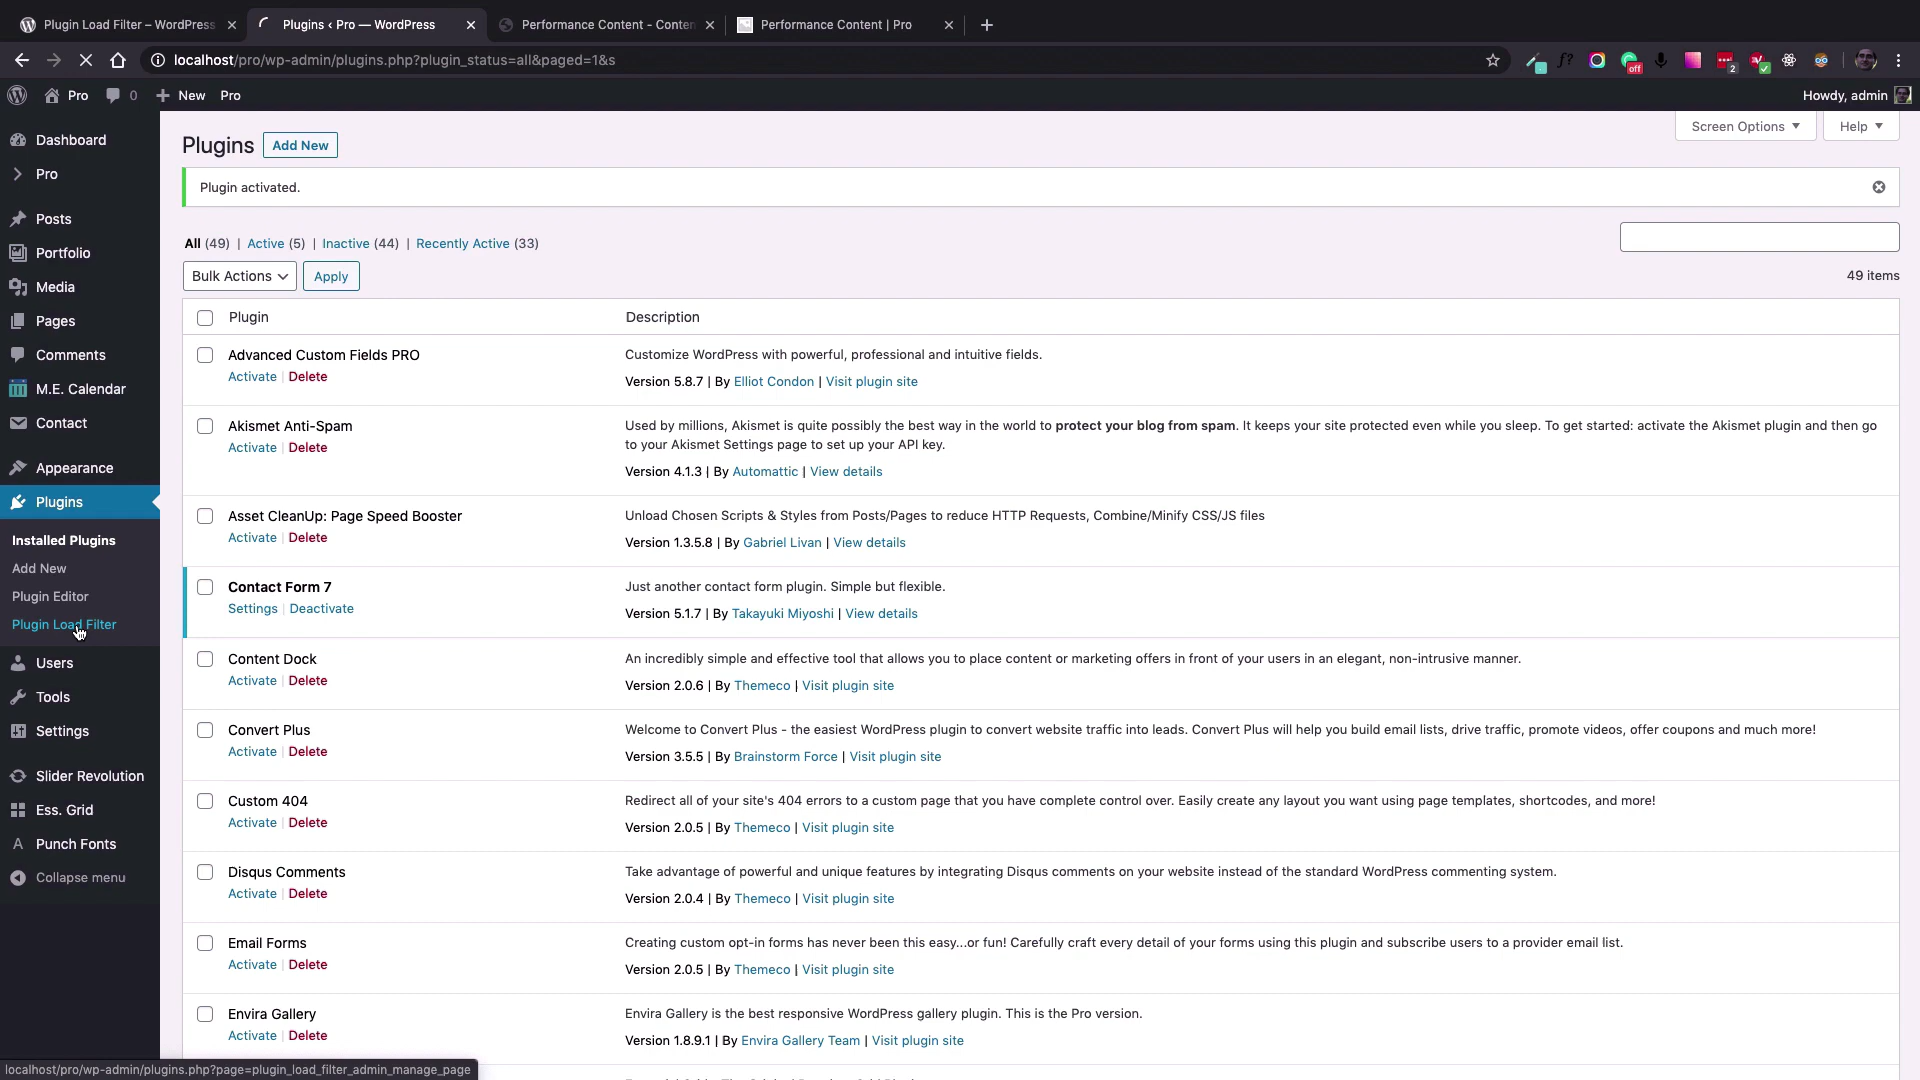 Plugin Load Filter – WordPress
Plugins ‹ Pro — WordPress
Performance Content - Conten
Performance Content | Pro
localhost/pro/wp-admin/plugins.php?plugin_status=all&paged=1&s
f?
off
2
Pro
0
New
Pro
Howdy, admin
Dashboard
Pro
Posts
Portfolio
Media
Pages
Comments
M.E. Calendar
Contact
Appearance
Plugins
Installed Plugins
Add New
Plugin Editor
Plugin Load Filter
Users
Tools
Settings
Slider Revolution
Ess. Grid
Punch Fonts
Collapse menu
Screen Options
Help
Plugins
Add New
Plugin activated.
All (49) | Active (5) | Inactive (44) | Recently Active (33)
Bulk Actions
Apply
49 items
Plugin
Description
Advanced Custom Fields PRO
Activate | Delete
Customize WordPress with powerful, professional and intuitive fields.
Version 5.8.7 | By Elliot Condon | Visit plugin site
Akismet Anti-Spam
Activate | Delete
Used by millions, Akismet is quite possibly the best way in the world to protect your blog from spam. It keeps your site protected even while you sleep. To get started: activate the Akismet plugin and then go
to your Akismet Settings page to set up your API key.
Version 4.1.3 | By Automattic | View details
Asset CleanUp: Page Speed Booster
Activate | Delete
Unload Chosen Scripts & Styles from Posts/Pages to reduce HTTP Requests, Combine/Minify CSS/JS files
Version 1.3.5.8 | By Gabriel Livan | View details
Contact Form 7
Settings | Deactivate
Just another contact form plugin. Simple but flexible.
Version 5.1.7 | By Takayuki Miyoshi | View details
Content Dock
Activate | Delete
An incredibly simple and effective tool that allows you to place content or marketing offers in front of your users in an elegant, non-intrusive manner.
Version 2.0.6 | By Themeco | Visit plugin site
Convert Plus
Activate | Delete
Welcome to Convert Plus - the easiest WordPress plugin to convert website traffic into leads. Convert Plus will help you build email lists, drive traffic, promote videos, offer coupons and much more!
Version 3.5.5 | By Brainstorm Force | Visit plugin site
Custom 404
Activate | Delete
Redirect all of your site's 404 errors to a custom page that you have complete control over. Easily create any layout you want using page templates, shortcodes, and more!
Version 2.0.5 | By Themeco | Visit plugin site
Disqus Comments
Activate | Delete
Take advantage of powerful and unique features by integrating Disqus comments on your website instead of the standard WordPress commenting system.
Version 2.0.4 | By Themeco | Visit plugin site
Email Forms
Activate | Delete
Creating custom opt-in forms has never been this easy...or fun! Carefully craft every detail of your forms using this plugin and subscribe users to a provider email list.
Version 2.0.5 | By Themeco | Visit plugin site
Envira Gallery
Activate | Delete
Envira Gallery is the best responsive WordPress gallery plugin. This is the Pro version.
Version 1.8.9.1 | By Envira Gallery Team | Visit plugin site
localhost/pro/wp-admin/plugins.php?page=plugin_load_filter_admin_manage_page